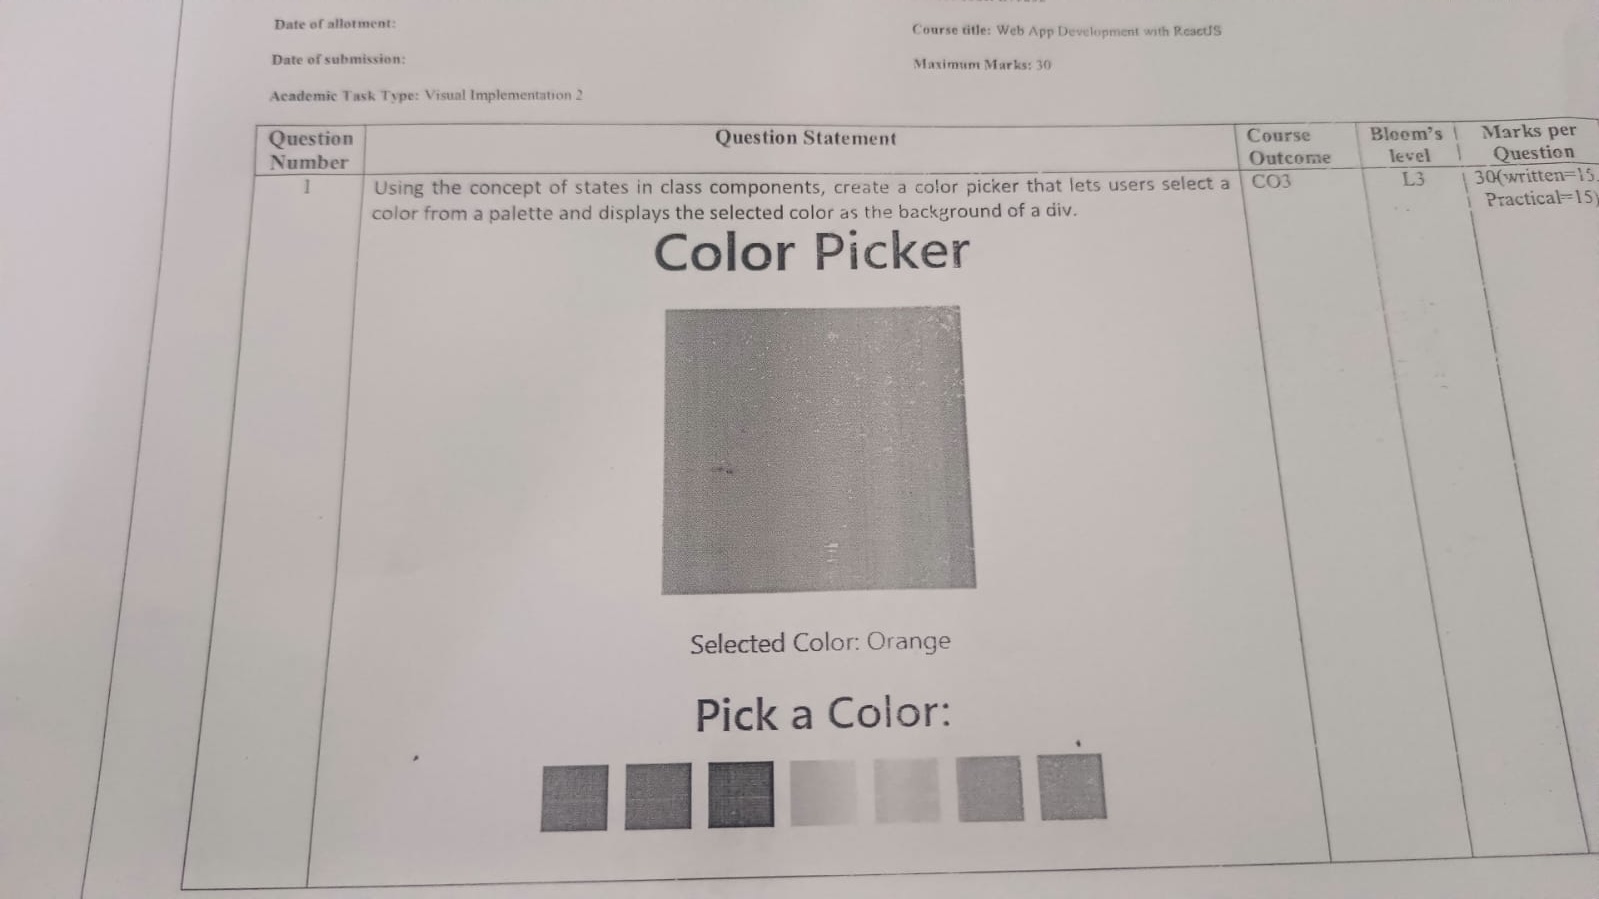 Date of allotment:
Course title: Web App Development with ReactJS
Date of submission:
Maximum Marks: 30
Academic Task Type: Visual Implementation 2
Question Number
Question Statement
Course Outcome
Bloom's level
Marks per Question
1
Using the concept of states in class components, create a color picker that lets users select a
color from a palette and displays the selected color as the background of a div.
CO3
L3
30(written=15,
Practical=15)
Color Picker
Selected Color: Orange
Pick a Color: